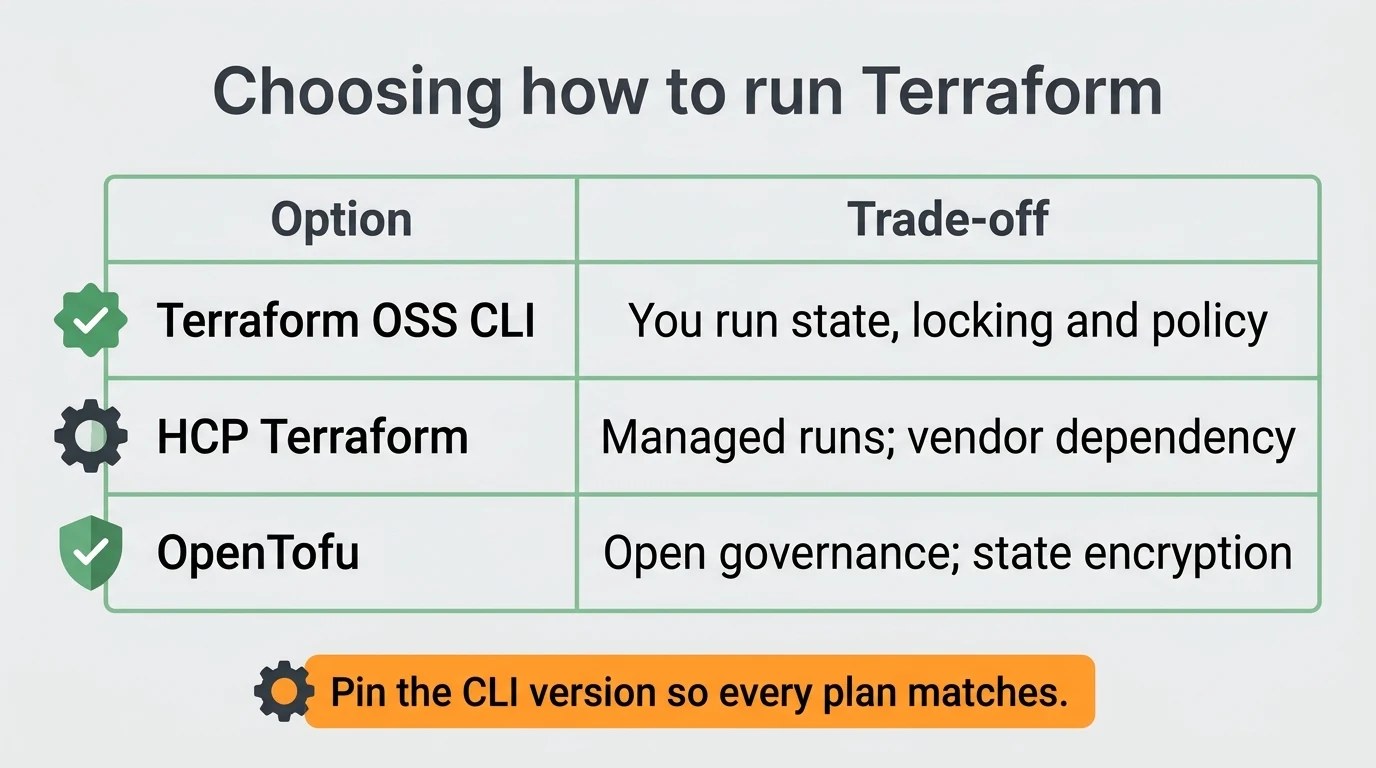 Choosing how to run Terraform
Option
Trade-off
Terraform OSS CLI
You run state, locking and policy
HCP Terraform
Managed runs; vendor dependency
OpenTofu
Open governance; state encryption
Pin the CLI version so every plan matches.